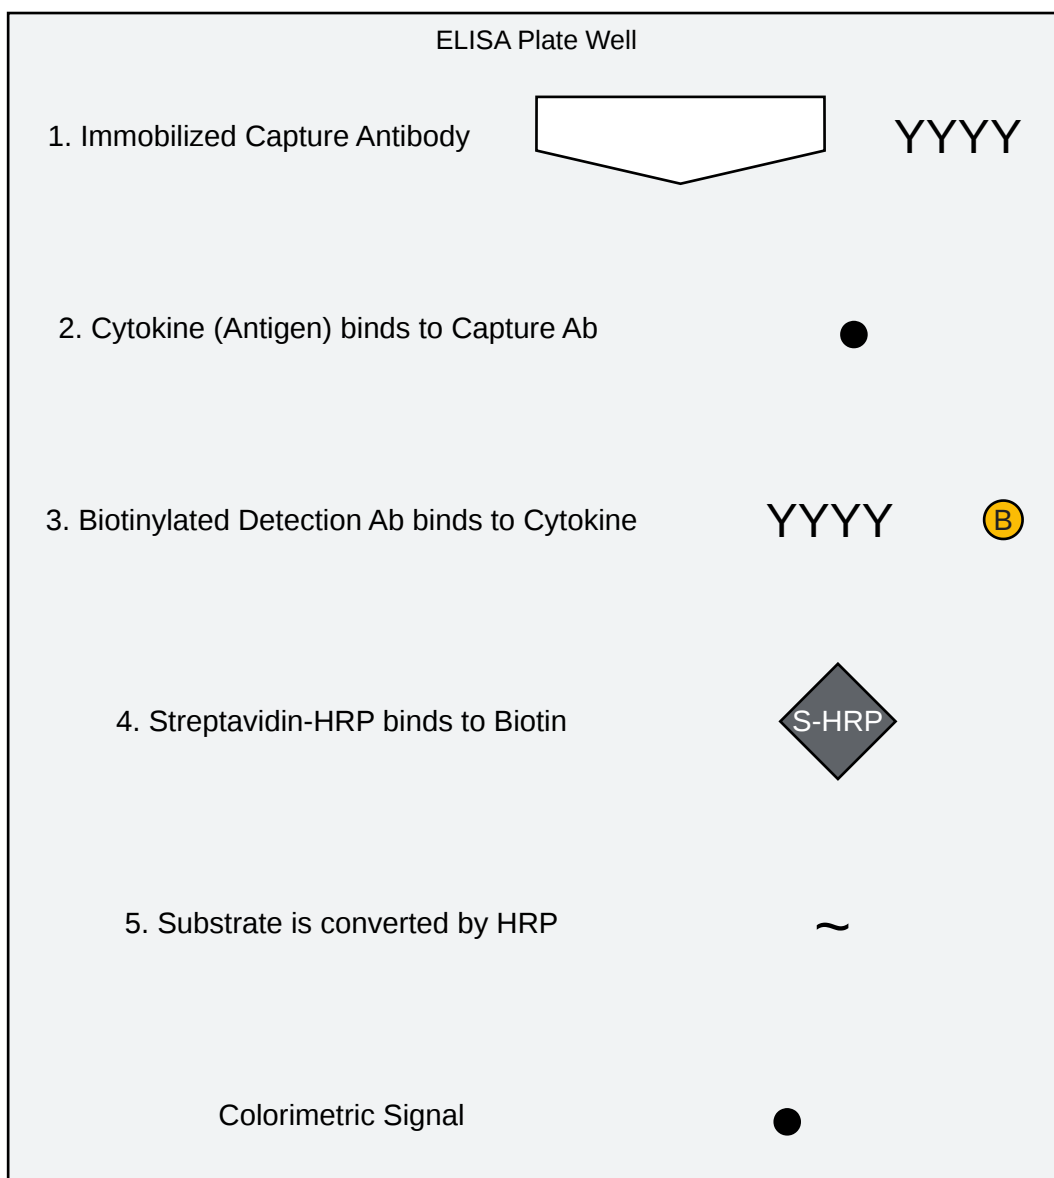 ELISA Plate Well
1. Immobilized Capture Antibody YYYY
2. Cytokine (Antigen) binds to Capture Ab ●
3. Biotinylated Detection Ab binds to Cytokine YYYY B
4. Streptavidin-HRP binds to Biotin S-HRP
5. Substrate is converted by HRP ~
Colorimetric Signal ●